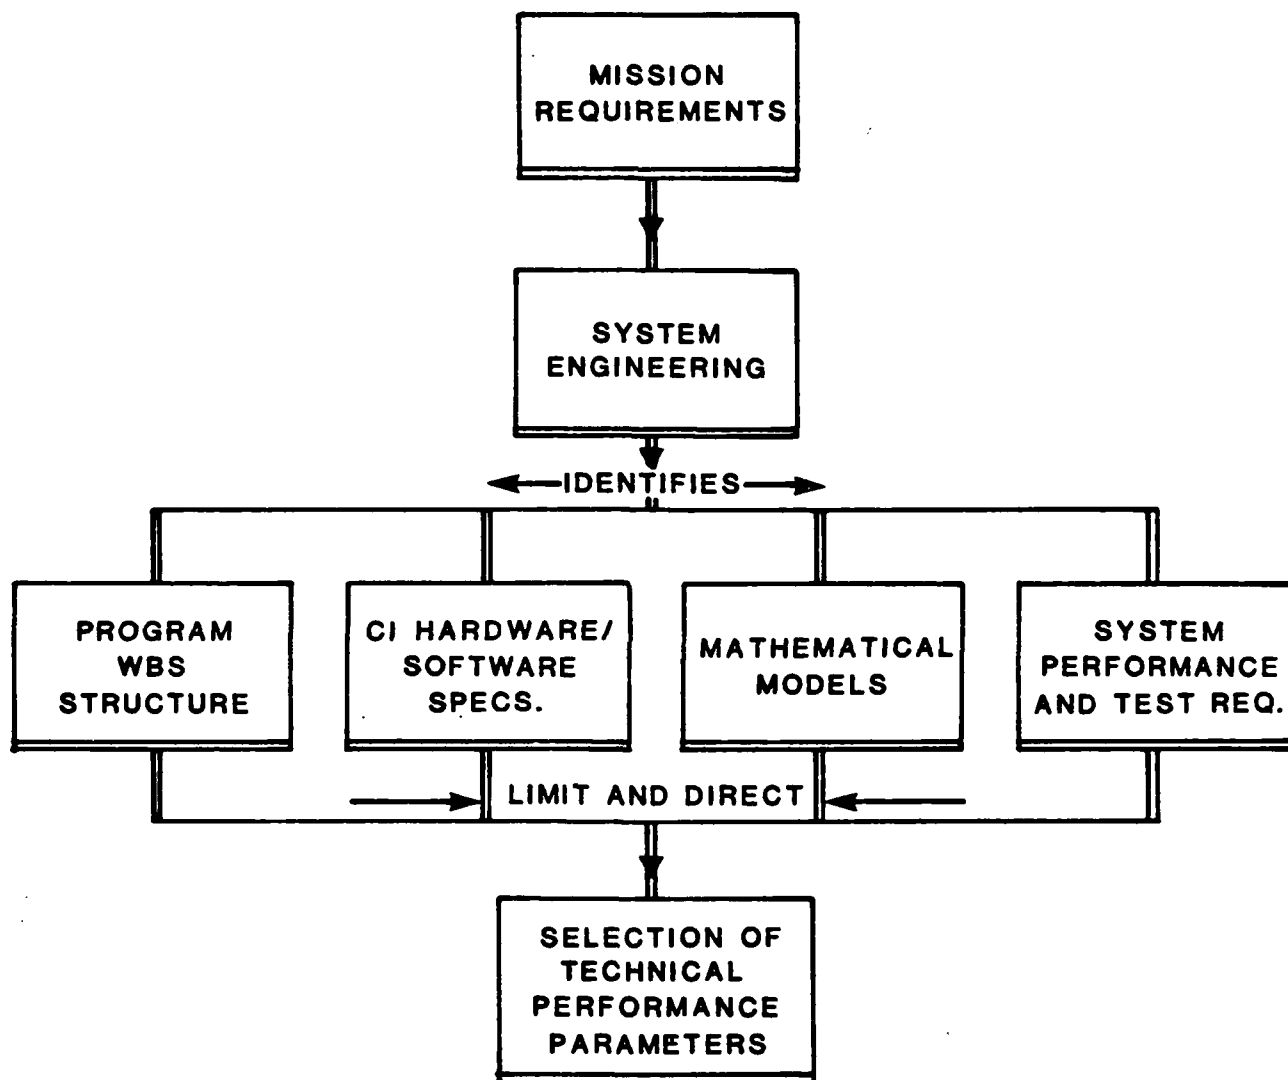 MISSION
REQUIREMENTS
SYSTEM
ENGINEERING
IDENTIFIES
PROGRAM
WBS
STRUCTURE
CI HARDWARE/
SOFTWARE
SPECS.
MATHEMATICAL
MODELS
SYSTEM
PERFORMANCE
AND TEST REQ.
LIMIT AND DIRECT
SELECTION OF
TECHNICAL
PERFORMANCE
PARAMETERS